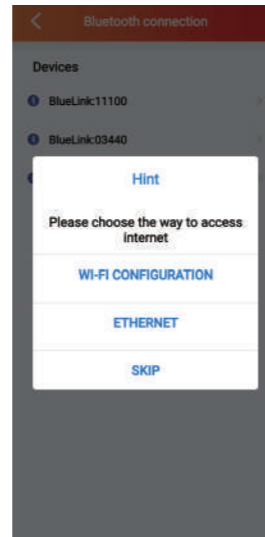 Bluetooth connection
Devices
BlueLink:11100
BlueLink:03440
Hint
Please choose the way to access
internet
WI-FI CONFIGURATION
ETHERNET
SKIP